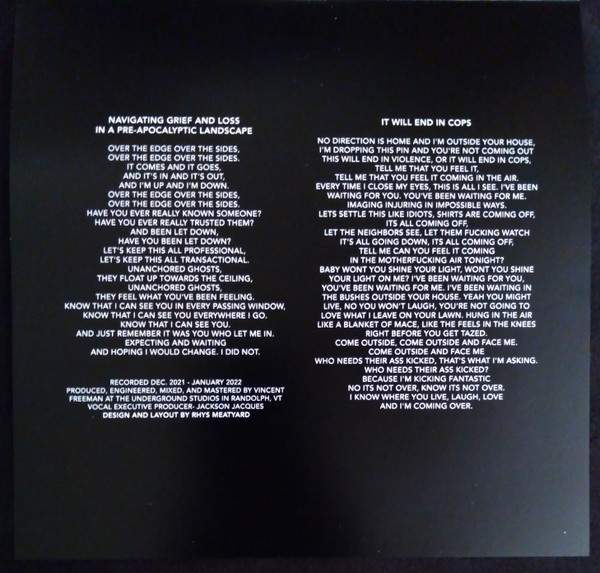 NAVIGATING GRIEF AND LOSS
IN A PRE-APOCALYPTIC LANDSCAPE
OVER THE EDGE OVER THE SIDES,
OVER THE EDGE OVER THE SIDES.
IT COMES AND IT GOES,
AND IT'S IN AND IT'S OUT,
AND I'M UP AND I'M DOWN.
OVER THE EDGE OVER THE SIDES,
OVER THE EDGE OVER THE SIDES.
HAVE YOU EVER REALLY KNOWN SOMEONE?
HAVE YOU EVER REALLY TRUSTED THEM?
AND BEEN LET DOWN,
HAVE YOU BEEN LET DOWN?
LET'S KEEP THIS ALL PROFESSIONAL,
LET'S KEEP THIS ALL TRANSACTIONAL.
UNANCHORED GHOSTS,
THEY FLOAT UP TOWARDS THE CEILING,
UNANCHORED GHOSTS,
THEY FEEL WHAT YOU'VE BEEN FEELING.
KNOW THAT I CAN SEE YOU IN EVERY PASSING WINDOW,
KNOW THAT I CAN SEE YOU EVERYWHERE I GO.
KNOW THAT I CAN SEE YOU.
AND JUST REMEMBER IT WAS YOU WHO LET ME IN.
EXPECTING AND WAITING
AND HOPING I WOULD CHANGE. I DID NOT.
RECORDED DEC. 2021 - JANUARY 2022
PRODUCED, ENGINEERED, MIXED, AND MASTERED BY VINCENT
FREEMAN AT THE UNDERGROUND STUDIOS IN RANDOLPH, VT
VOCAL EXECUTIVE PRODUCER- JACKSON JACQUES
DESIGN AND LAYOUT BY RHYS MEATYARD
IT WILL END IN COPS
NO DIRECTION IS HOME AND I'M OUTSIDE YOUR HOUSE,
I'M DROPPING THIS PIN AND YOU'RE NOT COMING OUT
THIS WILL END IN VIOLENCE, OR IT WILL END IN COPS,
TELL ME THAT YOU FEEL IT,
TELL ME THAT YOU FEEL IT COMING IN THE AIR.
EVERY TIME I CLOSE MY EYES, THIS IS ALL I SEE. I'VE BEEN
WAITING FOR YOU. YOU'VE BEEN WAITING FOR ME.
IMAGING INJURING IN IMPOSSIBLE WAYS.
LETS SETTLE THIS LIKE IDIOTS, SHIRTS ARE COMING OFF,
ITS ALL COMING OFF,
LET THE NEIGHBORS SEE, LET THEM FUCKING WATCH
IT'S ALL GOING DOWN, ITS ALL COMING OFF,
TELL ME CAN YOU FEEL IT COMING
IN THE MOTHERFUCKING AIR TONIGHT?
BABY WONT YOU SHINE YOUR LIGHT, WONT YOU SHINE
YOUR LIGHT ON ME? I'VE BEEN WAITING FOR YOU,
YOU'VE BEEN WAITING FOR ME. I'VE BEEN WAITING IN
THE BUSHES OUTSIDE YOUR HOUSE. YEAH YOU MIGHT
LIVE, NO YOU WON'T LAUGH, YOU'RE NOT GOING TO
LOVE WHAT I LEAVE ON YOUR LAWN. HUNG IN THE AIR
LIKE A BLANKET OF MACE, LIKE THE FEELS IN THE KNEES
RIGHT BEFORE YOU GET TAZED.
COME OUTSIDE, COME OUTSIDE AND FACE ME.
COME OUTSIDE AND FACE ME
WHO NEEDS THEIR ASS KICKED, THAT'S WHAT I'M ASKING.
WHO NEEDS THEIR ASS KICKED?
BECAUSE I'M KICKING FANTASTIC
NO ITS NOT OVER, KNOW ITS NOT OVER.
I KNOW WHERE YOU LIVE, LAUGH, LOVE
AND I'M COMING OVER.